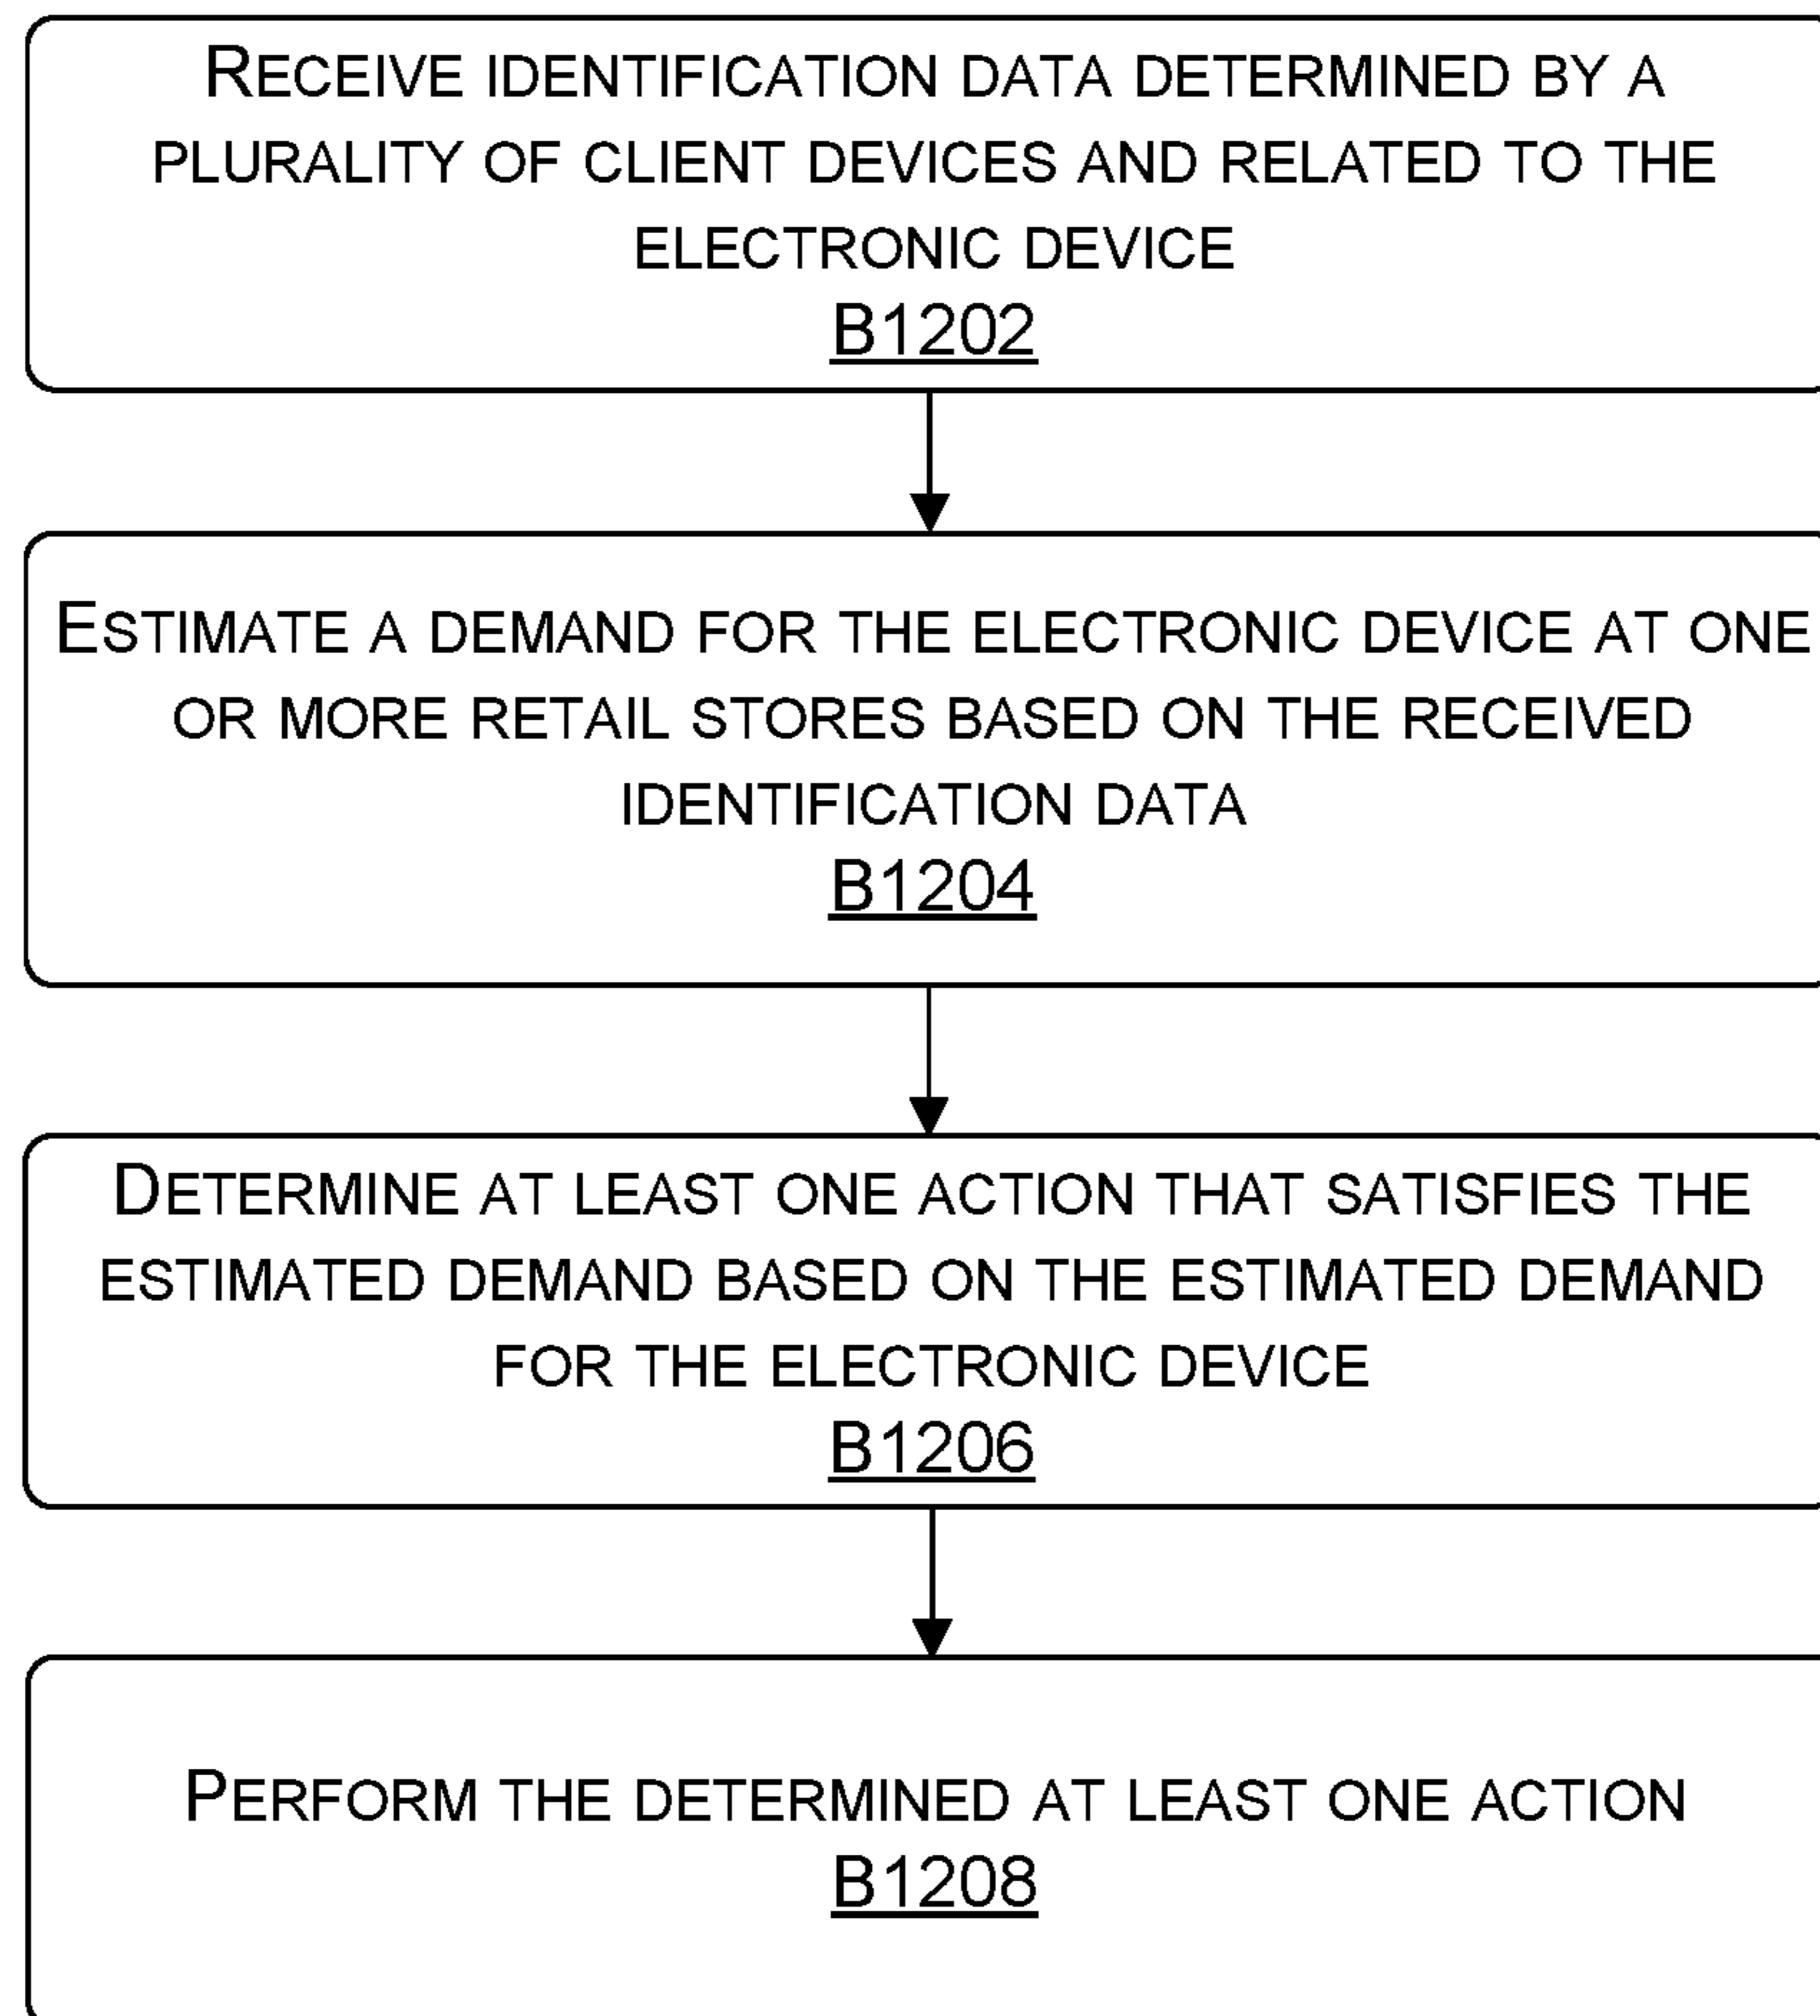 RECEIVE IDENTIFICATION DATA DETERMINED BY A
PLURALITY OF CLIENT DEVICES AND RELATED TO THE
ELECTRONIC DEVICE
B1202
ESTIMATE A DEMAND FOR THE ELECTRONIC DEVICE AT ONE
OR MORE RETAIL STORES BASED ON THE RECEIVED
IDENTIFICATION DATA
B1204
DETERMINE AT LEAST ONE ACTION THAT SATISFIES THE
ESTIMATED DEMAND BASED ON THE ESTIMATED DEMAND
FOR THE ELECTRONIC DEVICE
B1206
PERFORM THE DETERMINED AT LEAST ONE ACTION
B1208